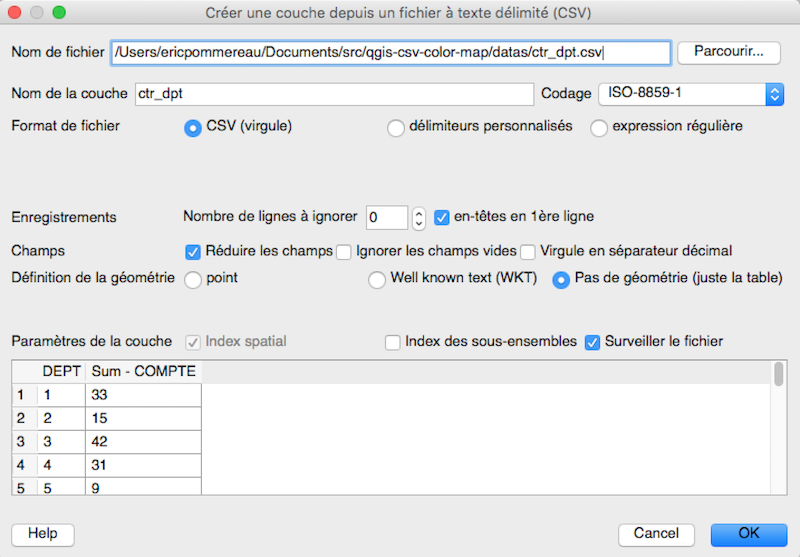 Créer une couche depuis un fichier à texte délimité (CSV)
Nom de fichier /Users/ericpommereau/Documents/src/qgis-csv-color-map/datas/ctr_dpt.csv Parcourir...
Nom de la couche ctr_dpt Codage ISO-8859-1
Format de fichier CSV (virgule) délimiteurs personnalisés expression régulière
Enregistrements Nombre de lignes à ignorer 0 en-têtes en 1ère ligne
Champs Réduire les champs Ignorer les champs vides Virgule en séparateur décimal
Définition de la géométrie point Well known text (WKT) Pas de géométrie (juste la table)
Paramètres de la couche Index spatial Index des sous-ensembles Surveiller le fichier
DEPT Sum - COMPTE
1 1 33
2 2 15
3 3 42
4 4 31
5 5 9
Help Cancel OK